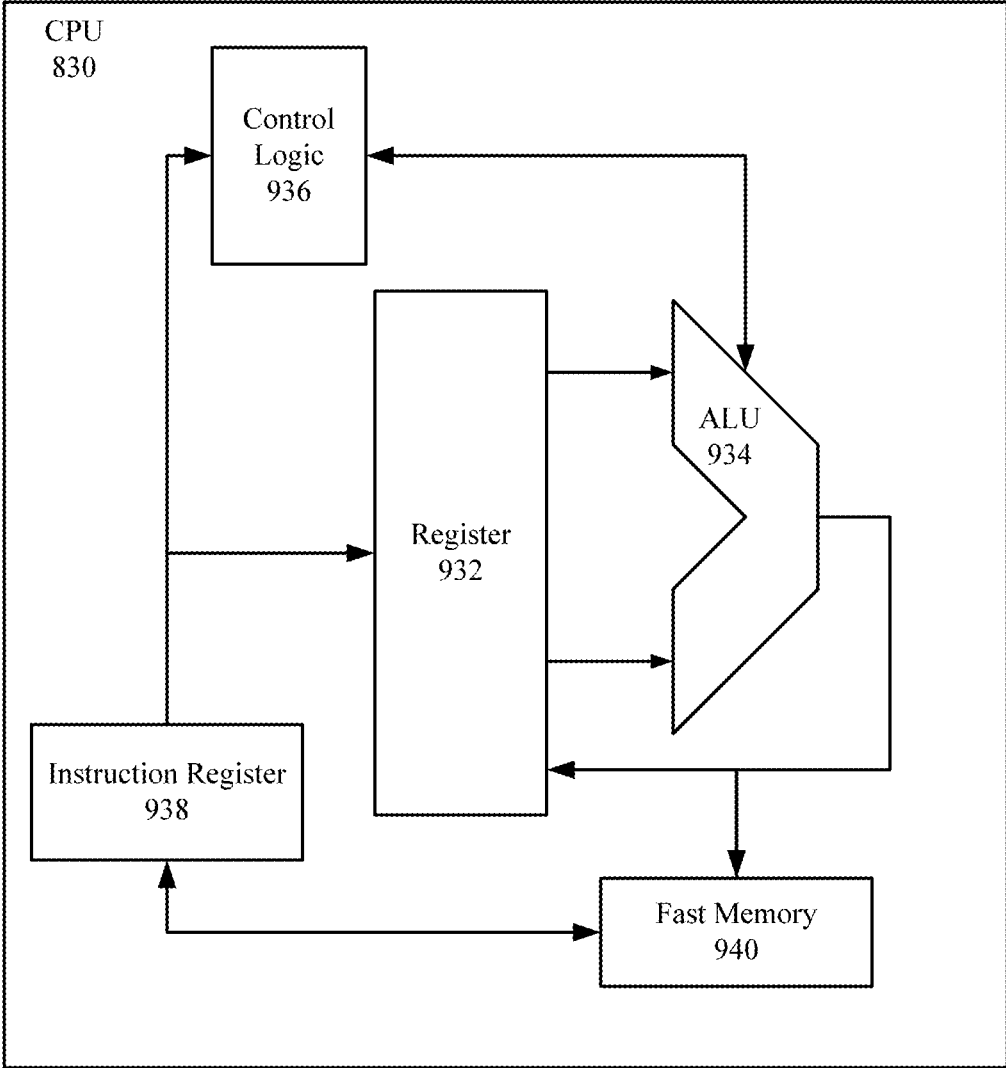 CPU
830
Control
Logic
936
ALU
934
Register
932
Instruction Register
938
Fast Memory
940